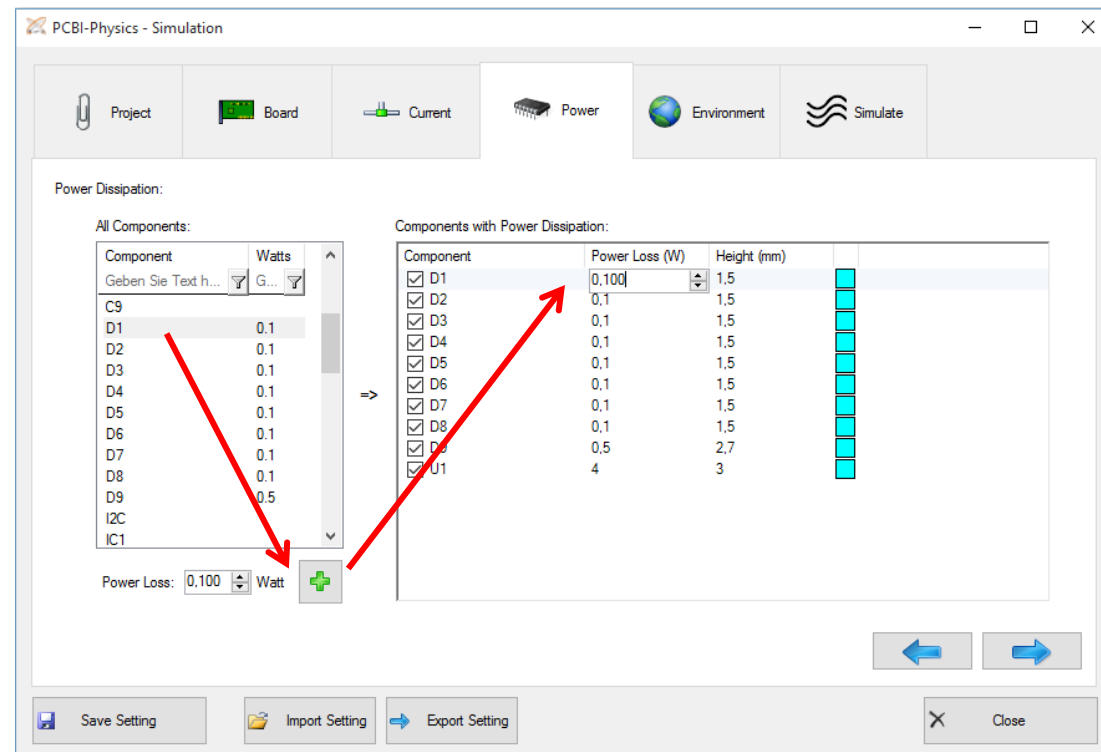 PCBI-Physics - Simulation
Project Board Current Power Environment Simulate
Power Dissipation:
All Components: Components with Power Dissipation:
Component Watts Component Power Loss (W) Height (mm)
Geben Sie Text h... G... D1 0,100 1,5
C9 D2 0,1 1,5
D1 0.1 D3 0,1 1,5
D2 0.1 D4 0,1 1,5
D3 0.1 D5 0,1 1,5
D4 0.1 => D6 0,1 1,5
D5 0.1 D7 0,1 1,5
D6 0.1 D8 0,1 1,5
D7 0.1 D9 0,5 2,7
D8 0.1 U1 4 3
D9 0.5
I2C
IC1
Power Loss: 0,100 Watt
Save Setting Import Setting Export Setting Close